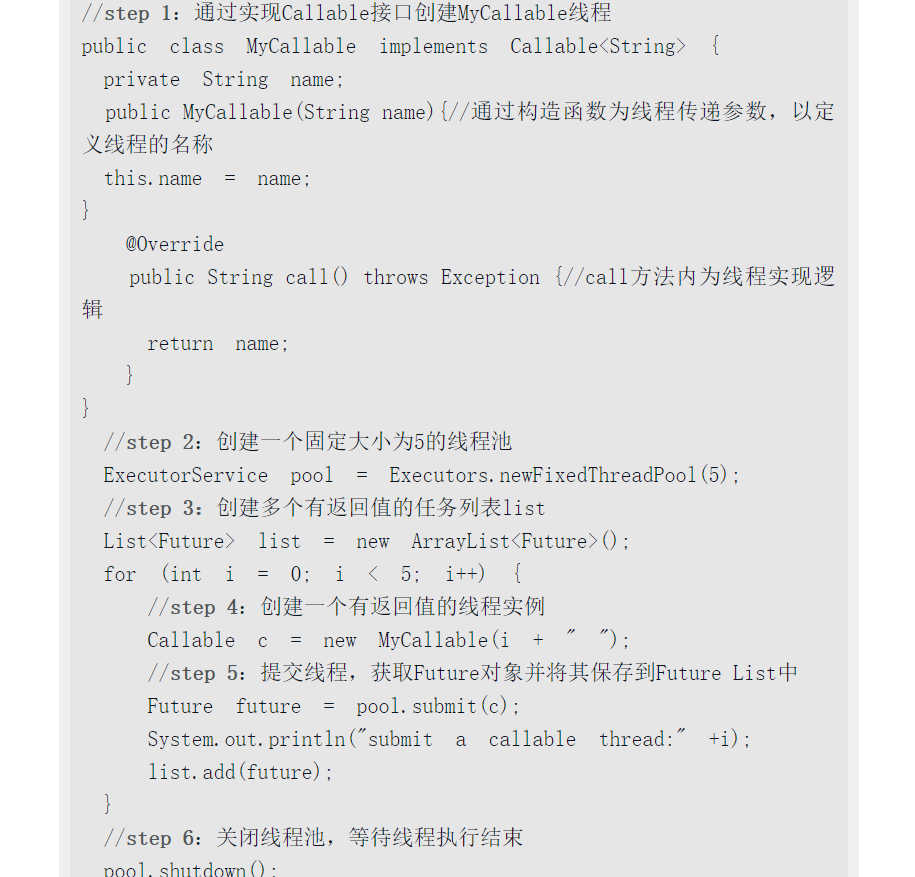 //step 1：通过实现Callable接口创建MyCallable线程
public class MyCallable implements Callable<String> {
private String name;
public MyCallable(String name){//通过构造函数为线程传递参数，以定
义线程的名称
this.name = name;
}
@Override
public String call() throws Exception {//call方法内为线程实现逻
辑
return name;
}
}
//step 2：创建一个固定大小为5的线程池
ExecutorService pool = Executors.newFixedThreadPool(5);
//step 3：创建多个有返回值的任务列表list
List<Future> list = new ArrayList<Future>();
for (int i = 0; i < 5; i++) {
//step 4：创建一个有返回值的线程实例
Callable c = new MyCallable(i + " ");
//step 5：提交线程，获取Future对象并将其保存到Future List中
Future future = pool.submit(c);
System.out.println("submit a callable thread:" +i);
list.add(future);
}
//step 6：关闭线程池，等待线程执行结束
pool.shutdown();